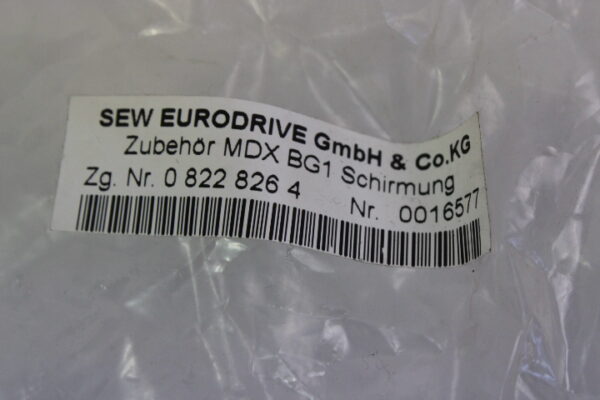 SEW EURODRIVE GmbH & Co.KG
Zubehör MDX BG1 Schirmung
Zg. Nr. 0 822 826 4 Nr. 0016577